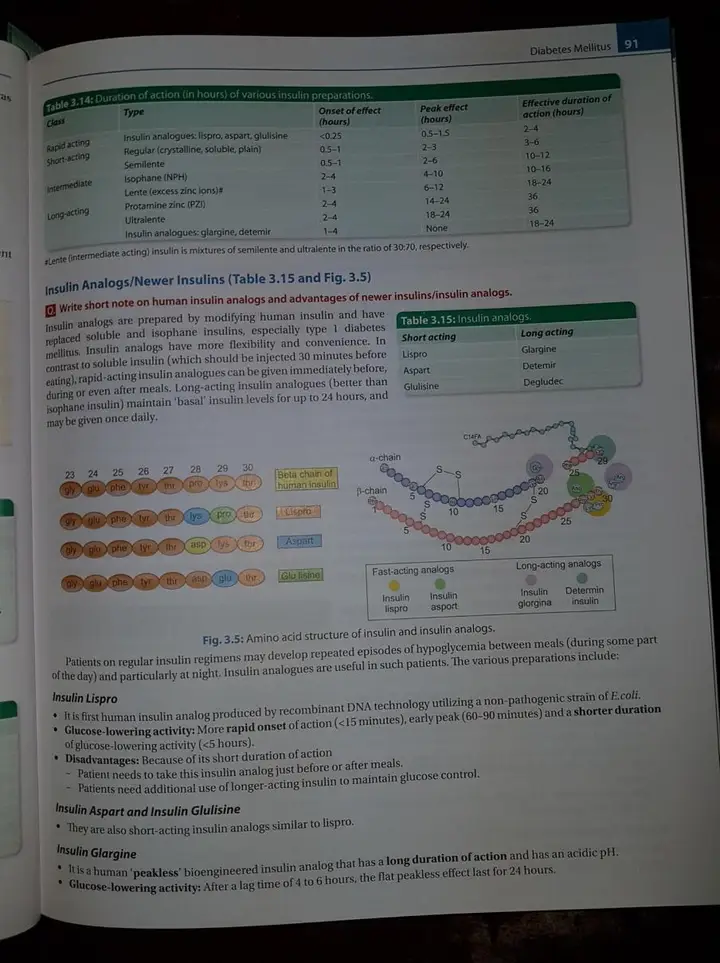 Diabetes Mellitus 91
Table 3.14: Duration of action (in hours) of various insulin preparations.
Class Type Onset of effect (hours) Peak effect (hours) Effective duration of action (hours)
Rapid acting Insulin analogues: lispro, aspart, glulisine <0.25 0.5–1.5 2–4
Short-acting Regular (crystalline, soluble, plain) 0.5–1 2–3 3–6
Semilente 0.5–1 2–6 10–12
Intermediate Isophane (NPH) 2–4 4–10 10–16
Lente (excess zinc ions)# 1–3 6–12 18–24
Long-acting Protamine zinc (PZI) 2–4 14–24 36
Ultralente 2–4 18–24 36
Insulin analogues: glargine, detemir 1–4 None 18–24
#Lente (intermediate acting) insulin is mixtures of semilente and ultralente in the ratio of 30:70, respectively.
Insulin Analogs/Newer Insulins (Table 3.15 and Fig. 3.5)
Q. Write short note on human insulin analogs and advantages of newer insulins/insulin analogs.
Insulin analogs are prepared by modifying human insulin and have
replaced soluble and isophane insulins, especially type 1 diabetes
mellitus. Insulin analogs have more flexibility and convenience. In
contrast to soluble insulin (which should be injected 30 minutes before
eating), rapid-acting insulin analogues can be given immediately before,
during or even after meals. Long-acting insulin analogues (better than
isophane insulin) maintain 'basal' insulin levels for up to 24 hours, and
may be given once daily.
Table 3.15: Insulin analogs.
Short acting Long acting
Lispro Glargine
Aspart Detemir
Glulisine Degludec
23 24 25 26 27 28 29 30
gly glu phe tyr thr pro lys thr
Beta chain of
human insulin
gly glu phe tyr thr lys pro thr
Lispro
gly glu phe tyr thr asp lys thr
Aspart
gly glu phe tyr thr asp glu thr
Glu lisine
C14FA
α-chain
β-chain
S S
S S
S S
1 5 10 15 20
5 10 15 20 25 25 29 30
Fast-acting analogs Long-acting analogs
Insulin lispro
Insulin asport
Insulin glorgina
Determin insulin
Fig. 3.5: Amino acid structure of insulin and insulin analogs.
Patients on regular insulin regimens may develop repeated episodes of hypoglycemia between meals (during some part
of the day) and particularly at night. Insulin analogues are useful in such patients. The various preparations include:
Insulin Lispro
• It is first human insulin analog produced by recombinant DNA technology utilizing a non-pathogenic strain of E.coli.
• Glucose-lowering activity: More rapid onset of action (<15 minutes), early peak (60–90 minutes) and a shorter duration
of glucose-lowering activity (<5 hours).
• Disadvantages: Because of its short duration of action
– Patient needs to take this insulin analog just before or after meals.
– Patients need additional use of longer-acting insulin to maintain glucose control.
Insulin Aspart and Insulin Glulisine
• They are also short-acting insulin analogs similar to lispro.
Insulin Glargine
• It is a human 'peakless' bioengineered insulin analog that has a long duration of action and has an acidic pH.
• Glucose-lowering activity: After a lag time of 4 to 6 hours, the flat peakless effect last for 24 hours.